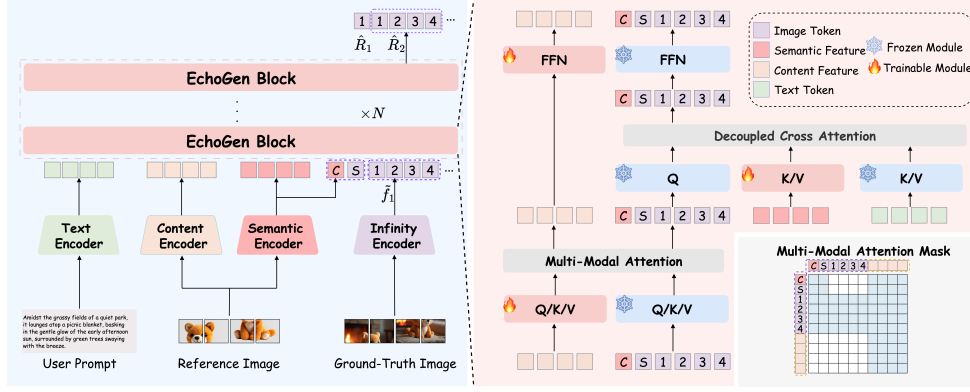 1 1 2 3 4 ...
R̂₁ R̂₂
EchoGen Block
×N
EchoGen Block
C S 1 2 3 4 ...
f̃₁
Text
Encoder
Content
Encoder
Semantic
Encoder
Infinity
Encoder
Amidst the grassy fields of a quiet park,
it lounges atop a picnic blanket, basking
in the gentle glow of the early afternoon
sun, surrounded by green trees swaying
with the breeze.
User Prompt
Reference Image
Ground-Truth Image
C S 1 2 3 4
FFN
FFN
C S 1 2 3 4
Decoupled Cross Attention
Q
K/V
K/V
C S 1 2 3 4
Multi-Modal Attention
Q/K/V
Q/K/V
C S 1 2 3 4
Image Token
Semantic Feature
Content Feature
Text Token
Frozen Module
Trainable Module
Multi-Modal Attention Mask
C S 1 2 3 4
C
S
1
2
3
4